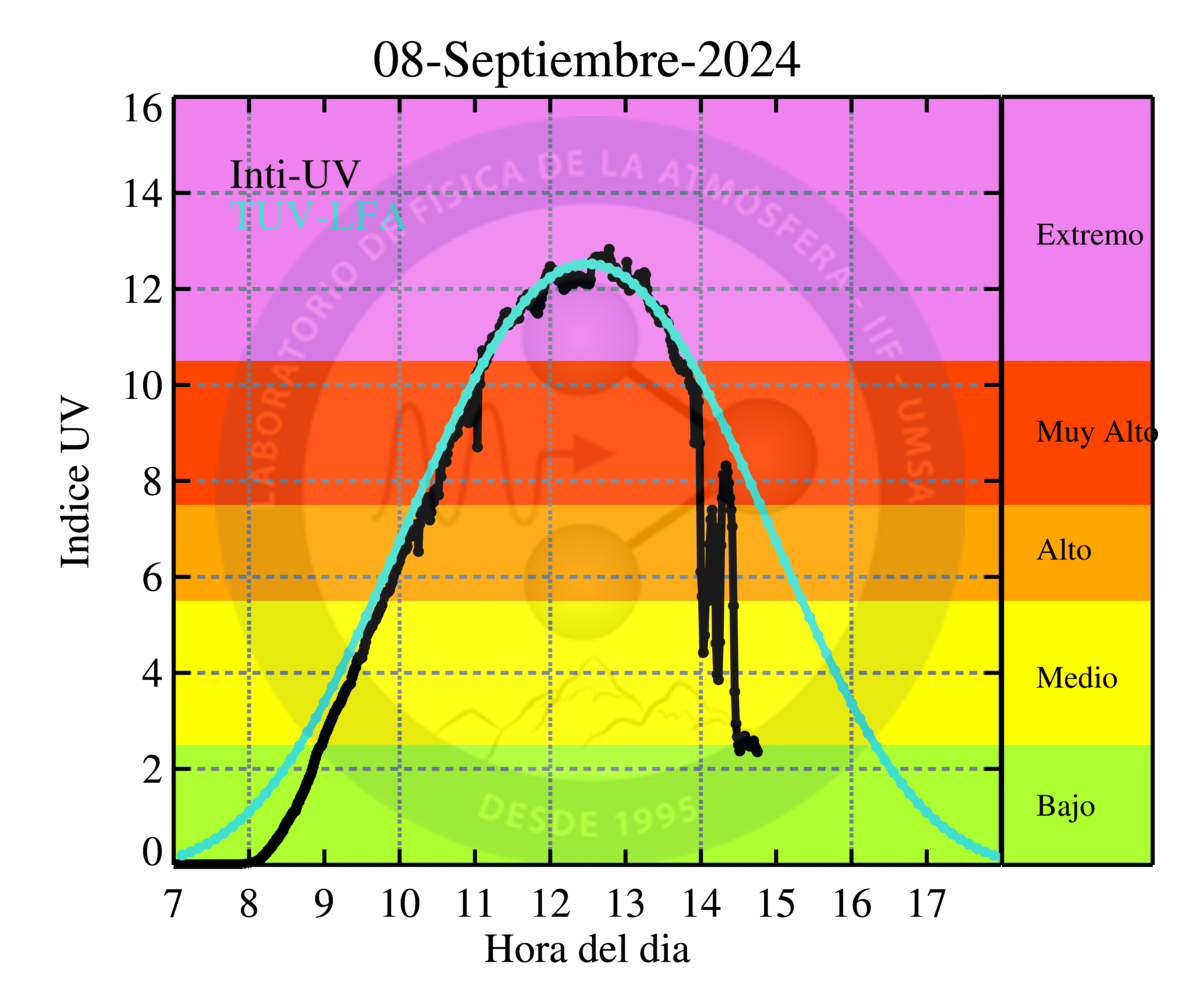 08-Septiembre-2024
16
14
12
10
8
6
4
2
0
Indice UV
Inti-UV
TUV-LFA
LABORATORIO DE FÍSICA DE LA ATMÓSFERA - IIF - UMSA
DESDE 1995
Extremo
Muy Alto
Alto
Medio
Bajo
7 8 9 10 11 12 13 14 15 16 17
Hora del dia